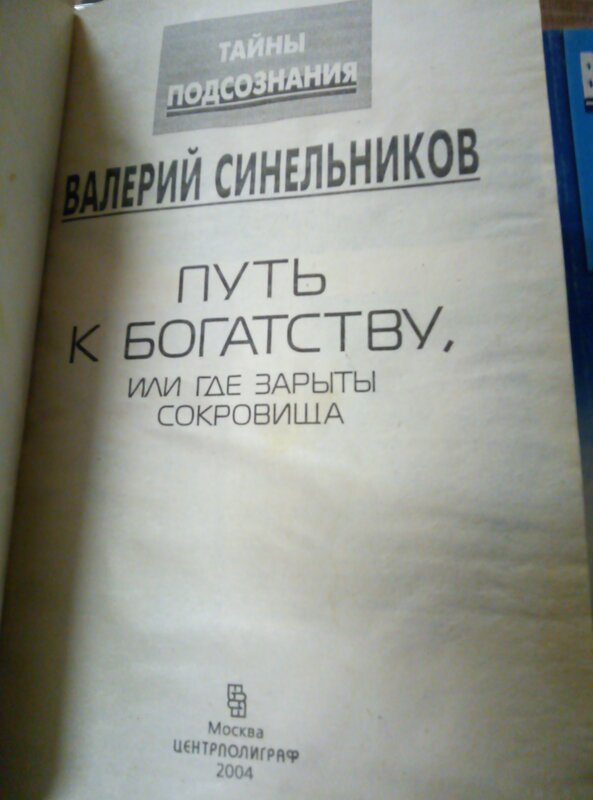 ТАЙНЫ
ПОДСОЗНАНИЯ
ВАЛЕРИЙ СИНЕЛЬНИКОВ
ПУТЬ
К БОГАТСТВУ,
ИЛИ ГДЕ ЗАРЫТЫ
СОКРОВИЩА
Москва
ЦЕНТРПОЛИГРАФ
2004